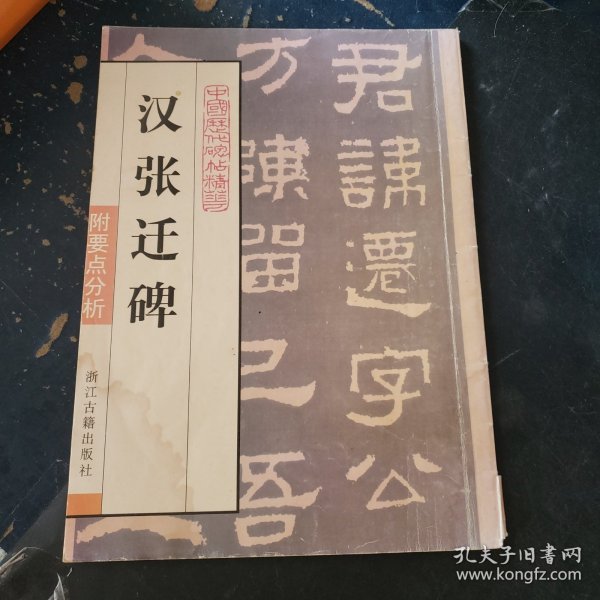 君諱遷字公
方陳留己吾
中國歷代碑帖精華
汉张迁碑
附要点分析
浙江古籍出版社
孔夫子旧书网
www.kongfz.com